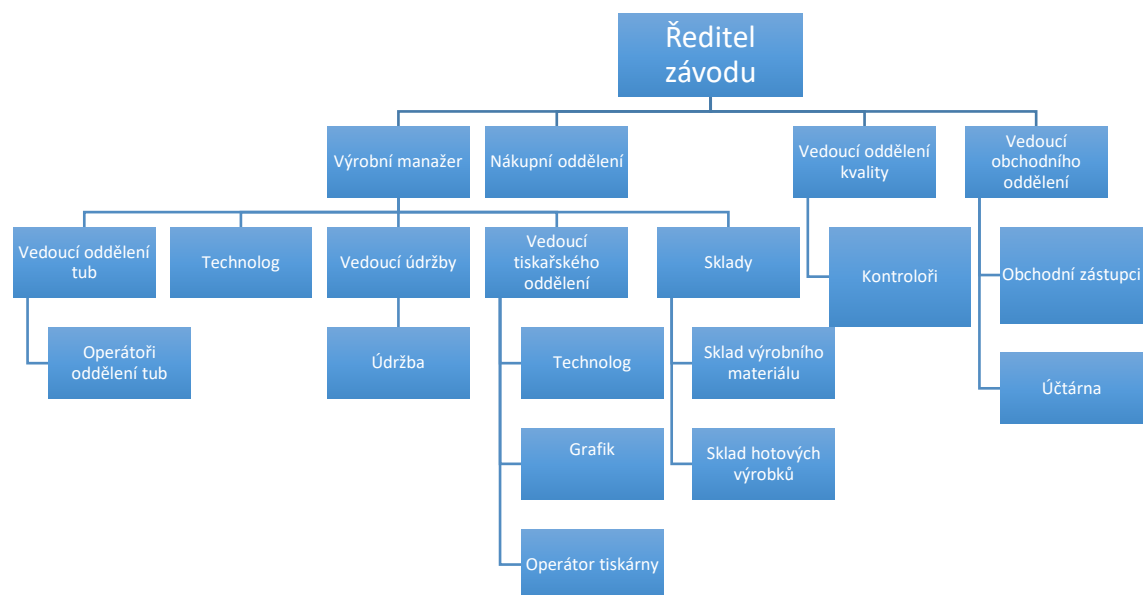 Ředitel
závodu
Výrobní manažer
Nákupní oddělení
Vedoucí oddělení
kvality
Vedoucí
obchodního
oddělení
Vedoucí oddělení
tub
Technolog
Vedoucí údržby
Vedoucí
tiskařského
oddělení
Sklady
Kontroloři
Obchodní zástupci
Operátoři
oddělení tub
Údržba
Technolog
Sklad výrobního
materiálu
Účtárna
Grafik
Sklad hotových
výrobků
Operátor tiskárny